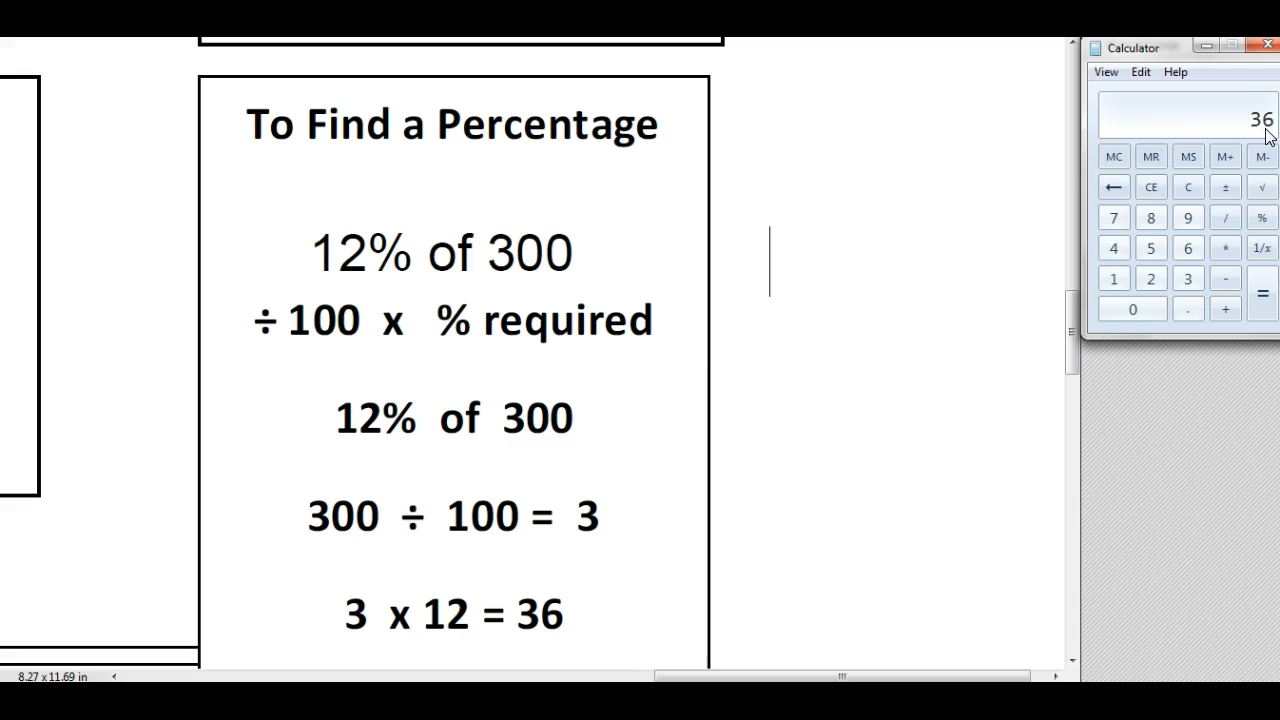 To Find a Percentage
12% of 300
÷ 100 x % required
12% of 300
300 ÷ 100 = 3
3 x 12 = 36
8.27 x 11.69 in
Calculator
View Edit Help
36
MC MR MS M+ M-
← CE C ± √
7 8 9 / %
4 5 6 * 1/x
1 2 3 - =
0 . +